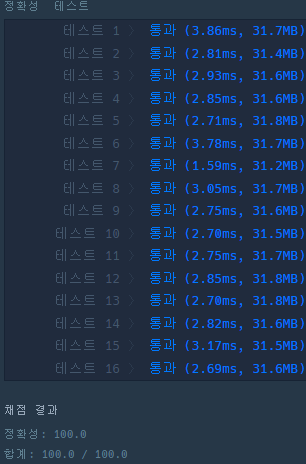 정확성 테스트
테스트 1 〉 통과 (3.86ms, 31.7MB)
테스트 2 〉 통과 (2.81ms, 31.4MB)
테스트 3 〉 통과 (2.93ms, 31.6MB)
테스트 4 〉 통과 (2.85ms, 31.6MB)
테스트 5 〉 통과 (2.71ms, 31.8MB)
테스트 6 〉 통과 (3.78ms, 31.7MB)
테스트 7 〉 통과 (1.59ms, 31.2MB)
테스트 8 〉 통과 (3.05ms, 31.7MB)
테스트 9 〉 통과 (2.75ms, 31.6MB)
테스트 10 〉 통과 (2.70ms, 31.5MB)
테스트 11 〉 통과 (2.75ms, 31.7MB)
테스트 12 〉 통과 (2.85ms, 31.8MB)
테스트 13 〉 통과 (2.70ms, 31.8MB)
테스트 14 〉 통과 (2.82ms, 31.6MB)
테스트 15 〉 통과 (3.17ms, 31.5MB)
테스트 16 〉 통과 (2.69ms, 31.6MB)
채점 결과
정확성: 100.0
합계: 100.0 / 100.0